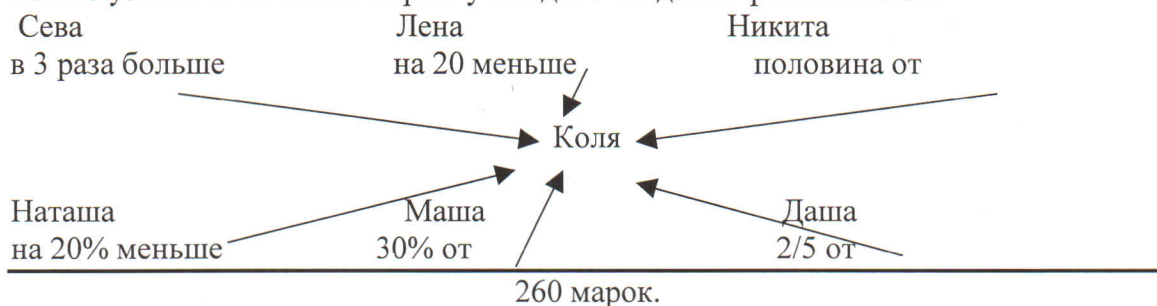 Сева Лена Никита
в 3 раза больше на 20 меньше половина от
Коля
Наташа Маша Даша
на 20% меньше 30% от 2/5 от
260 марок.